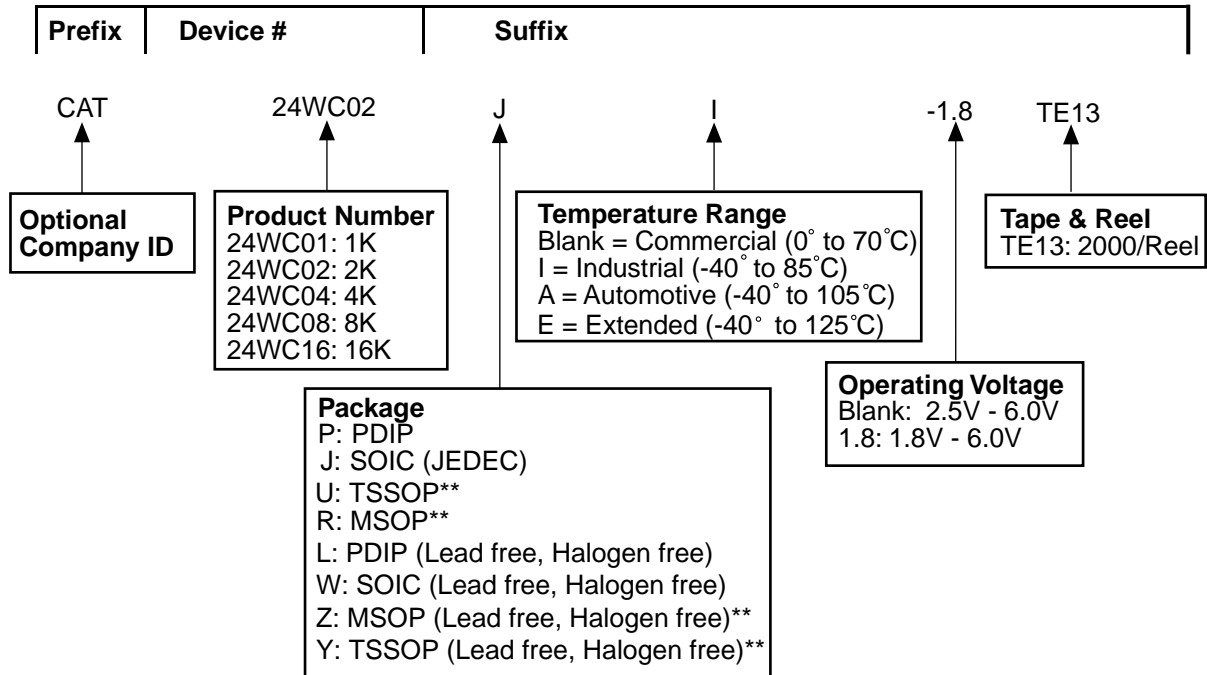 Prefix Device # Suffix
CAT 24WC02 J I -1.8 TE13
Optional
Company ID
Product Number
24WC01: 1K
24WC02: 2K
24WC04: 4K
24WC08: 8K
24WC16: 16K
Temperature Range
Blank = Commercial (0˚ to 70˚C)
I = Industrial (-40˚ to 85˚C)
A = Automotive (-40˚ to 105˚C)
E = Extended (-40˚ to 125˚C)
Tape & Reel
TE13: 2000/Reel
Package
P: PDIP
J: SOIC (JEDEC)
U: TSSOP**
R: MSOP**
L: PDIP (Lead free, Halogen free)
W: SOIC (Lead free, Halogen free)
Z: MSOP (Lead free, Halogen free)**
Y: TSSOP (Lead free, Halogen free)**
Operating Voltage
Blank: 2.5V - 6.0V
1.8: 1.8V - 6.0V